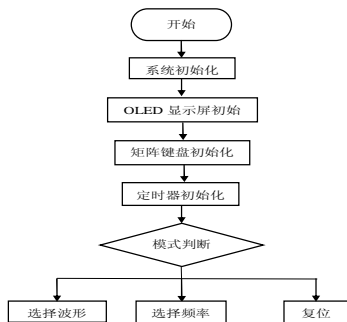 开始
系统初始化
OLED 显示屏初始
矩阵键盘初始化
定时器初始化
模式判断
选择波形
选择频率
复位